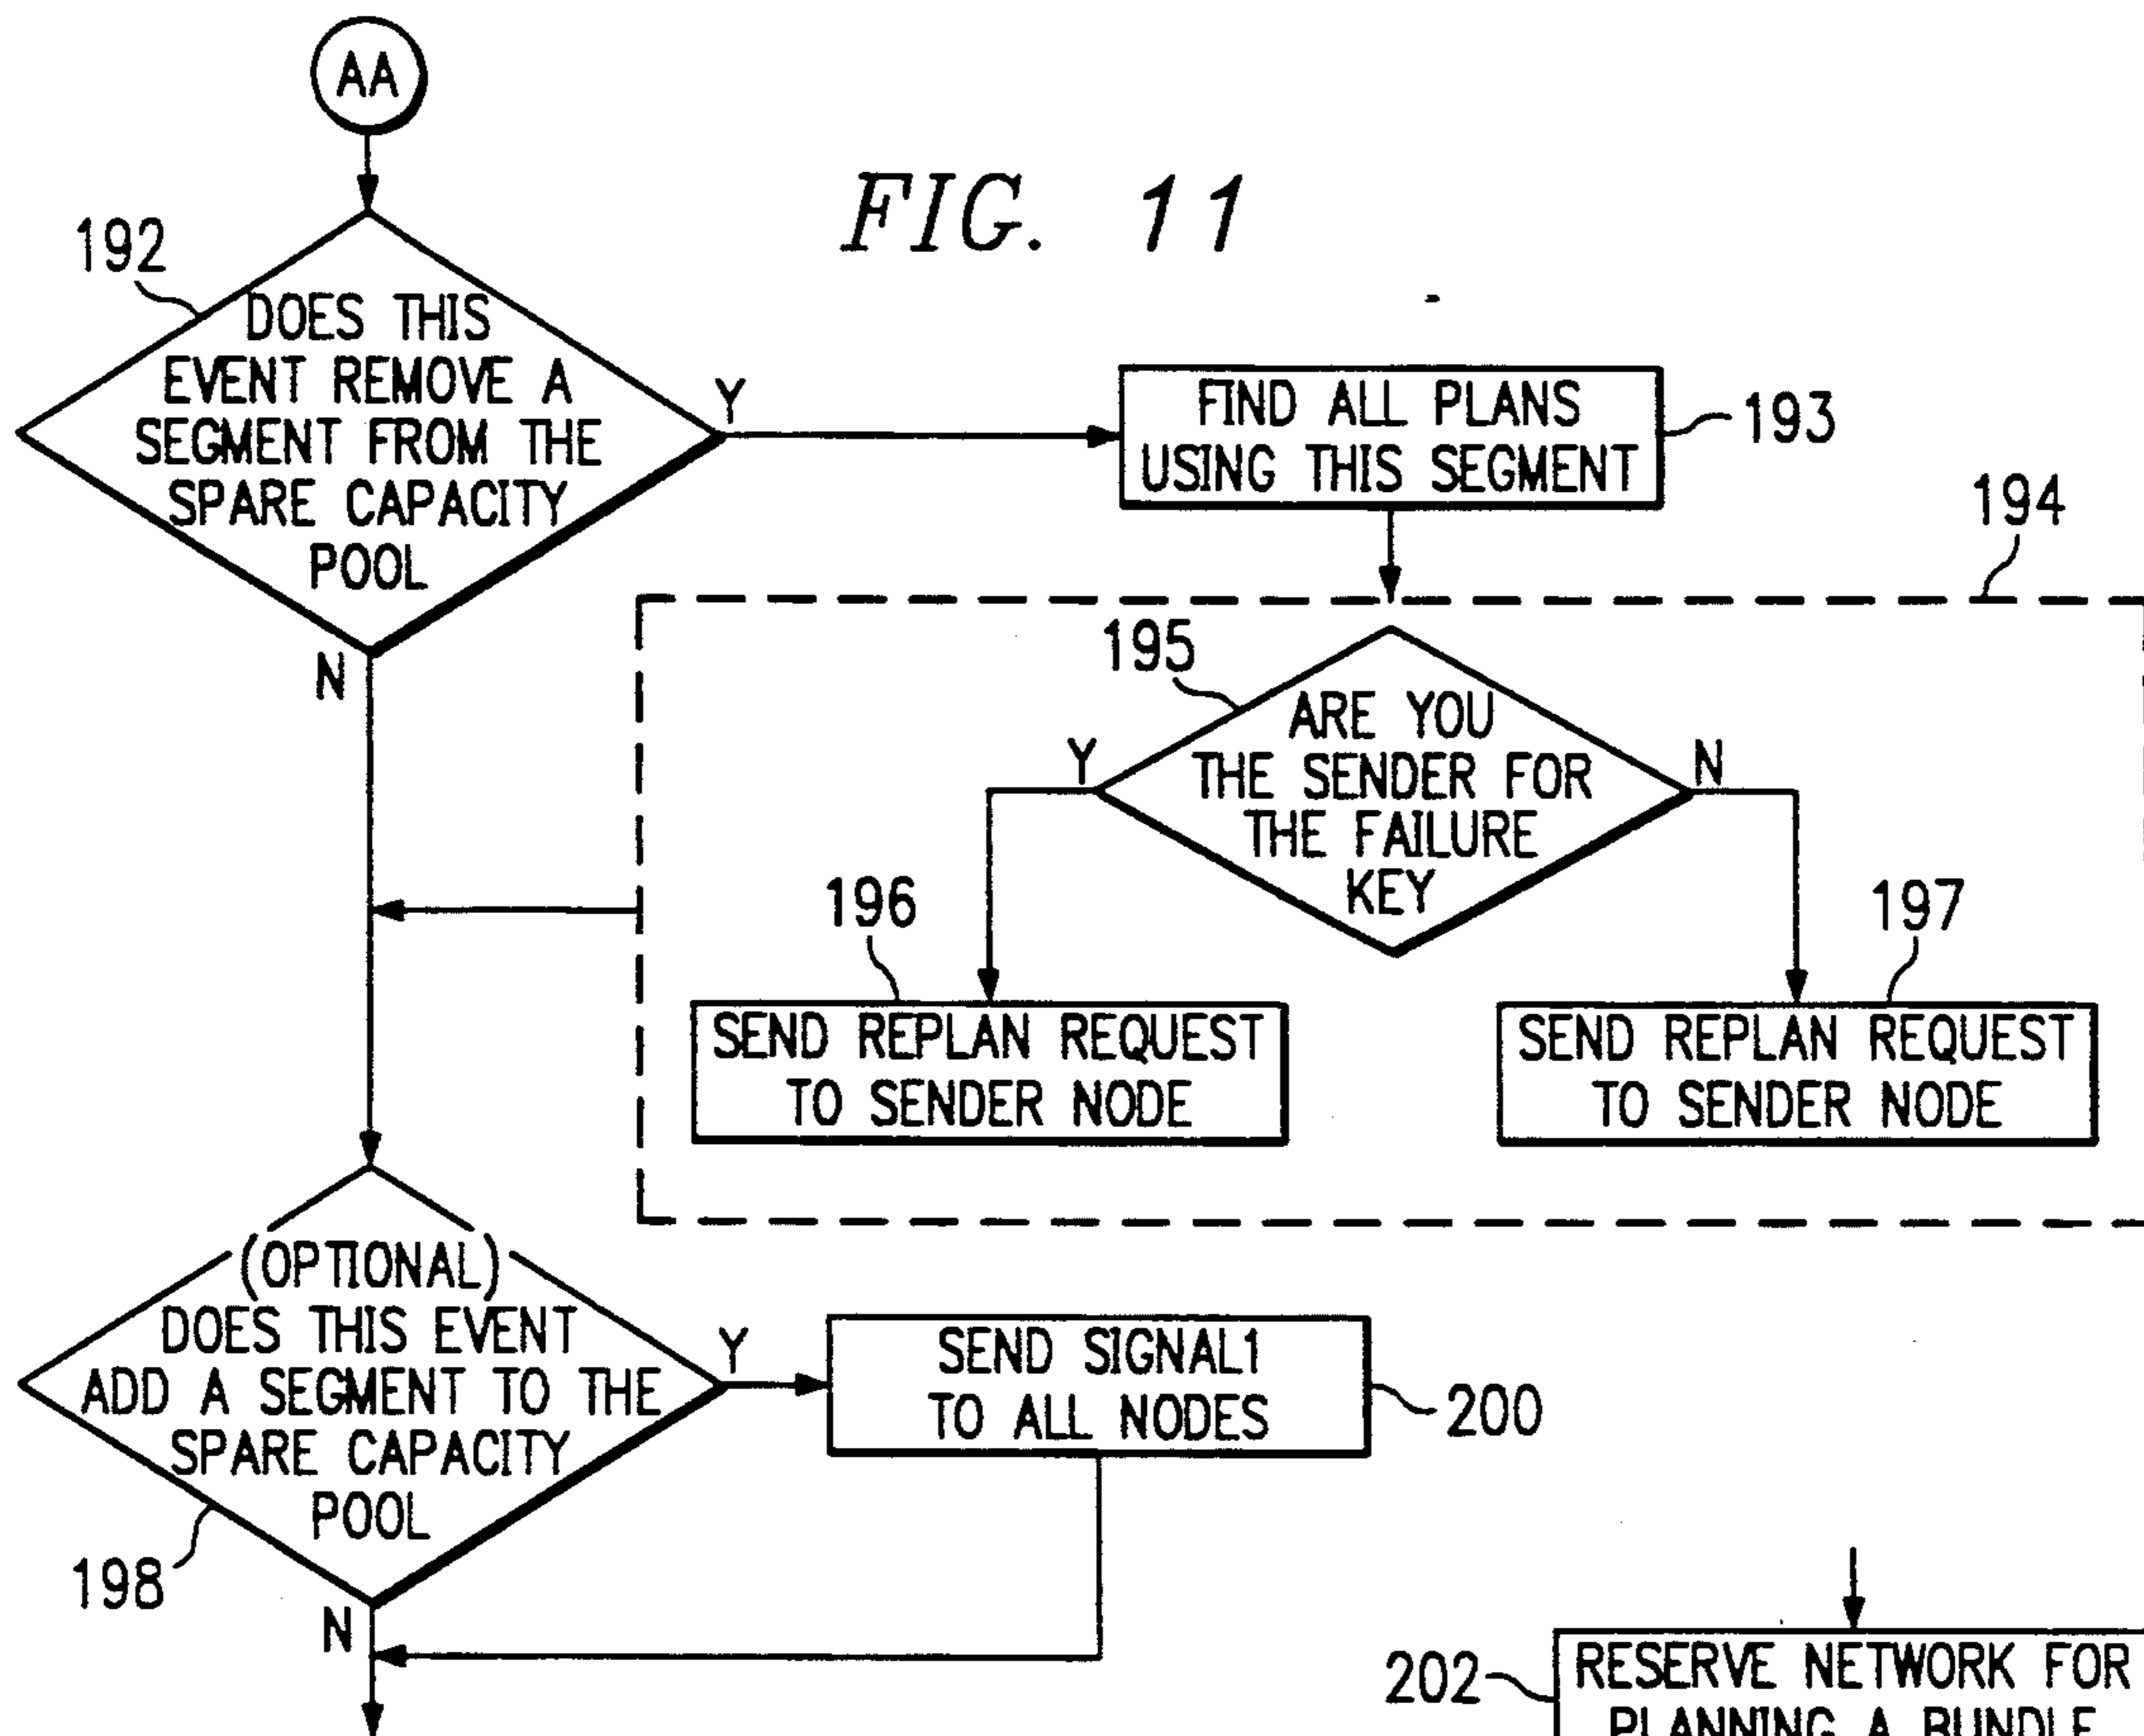 AA
FIG. 11
192
DOES THIS
EVENT REMOVE A
SEGMENT FROM THE
SPARE CAPACITY
POOL
Y
N
FIND ALL PLANS
USING THIS SEGMENT
193
194
195
ARE YOU
THE SENDER FOR
THE FAILURE
KEY
Y
N
196
197
SEND REPLAN REQUEST
TO SENDER NODE
SEND REPLAN REQUEST
TO SENDER NODE
(OPTIONAL)
DOES THIS EVENT
ADD A SEGMENT TO THE
SPARE CAPACITY
POOL
Y
198
N
SEND SIGNAL1
TO ALL NODES
200
202
RESERVE NETWORK FOR
PLANNING A BUNDLE